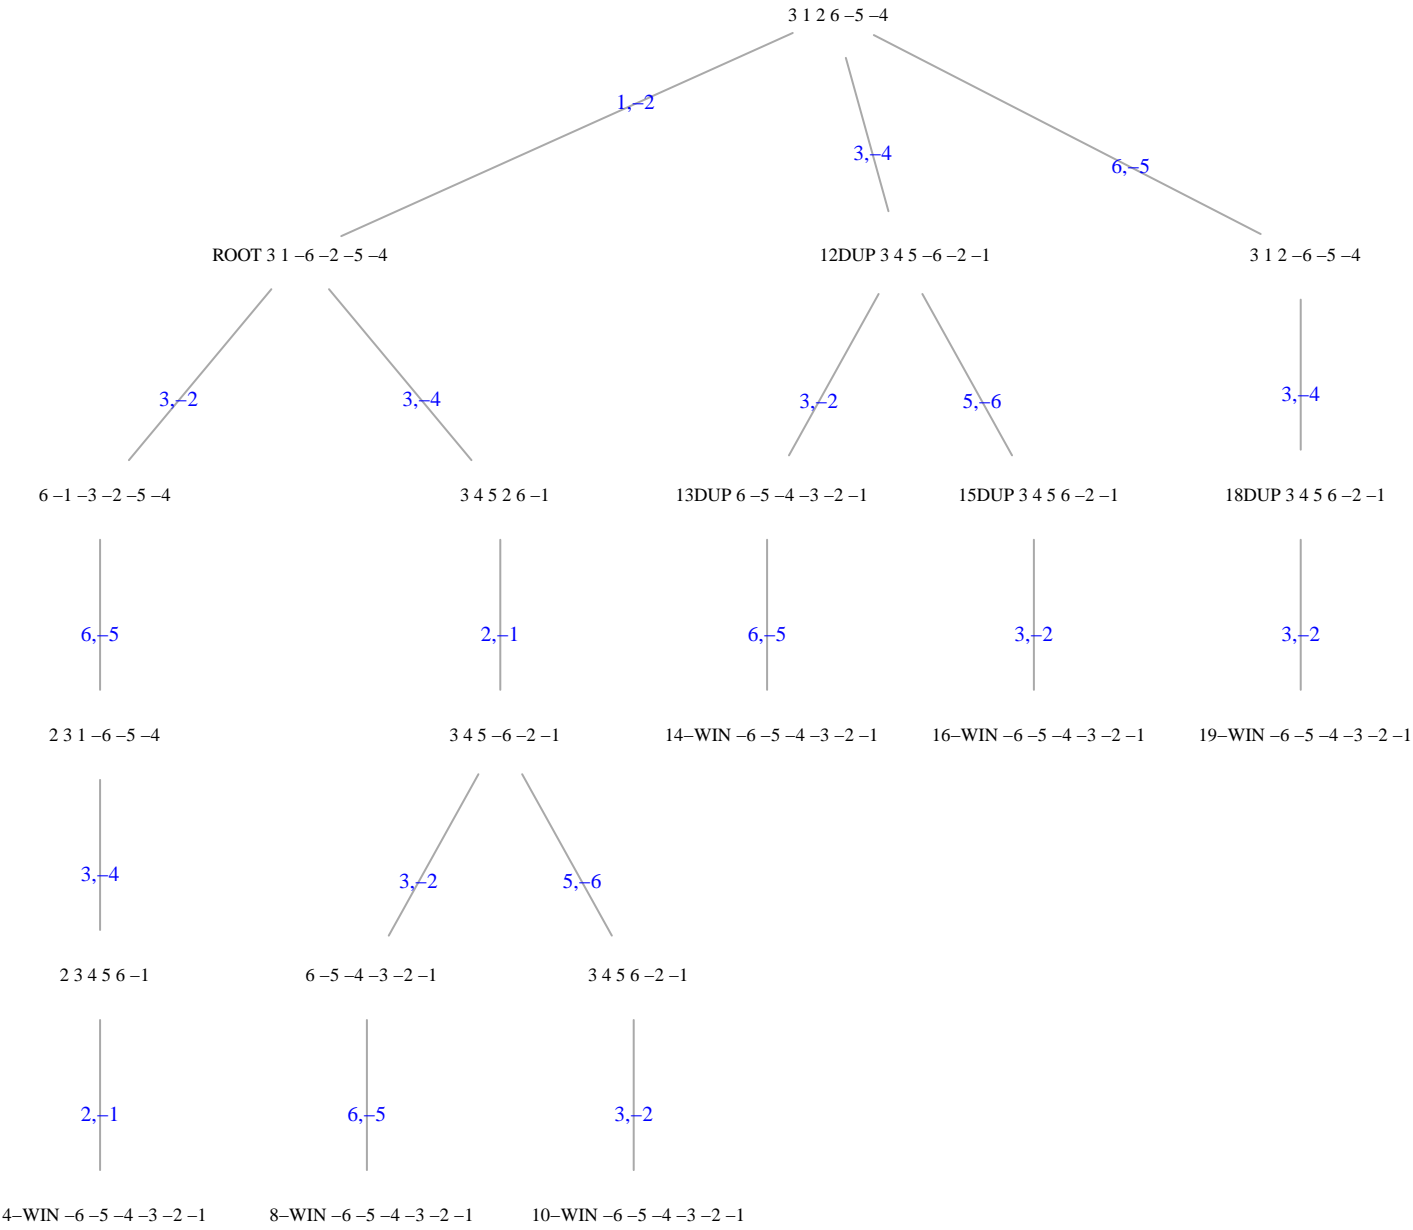 3 1 2 6 –5 –4
1,–2
3,–4
6,–5
ROOT 3 1 –6 –2 –5 –4
12DUP 3 4 5 –6 –2 –1
3 1 2 –6 –5 –4
3,–2
3,–4
3,–2
5,–6
3,–4
6 –1 –3 –2 –5 –4
3 4 5 2 6 –1
13DUP 6 –5 –4 –3 –2 –1
15DUP 3 4 5 6 –2 –1
18DUP 3 4 5 6 –2 –1
6,–5
2,–1
6,–5
3,–2
3,–2
2 3 1 –6 –5 –4
3 4 5 –6 –2 –1
14–WIN –6 –5 –4 –3 –2 –1
16–WIN –6 –5 –4 –3 –2 –1
19–WIN –6 –5 –4 –3 –2 –1
3,–4
3,–2
5,–6
2 3 4 5 6 –1
6 –5 –4 –3 –2 –1
3 4 5 6 –2 –1
2,–1
6,–5
3,–2
4–WIN –6 –5 –4 –3 –2 –1
8–WIN –6 –5 –4 –3 –2 –1
10–WIN –6 –5 –4 –3 –2 –1